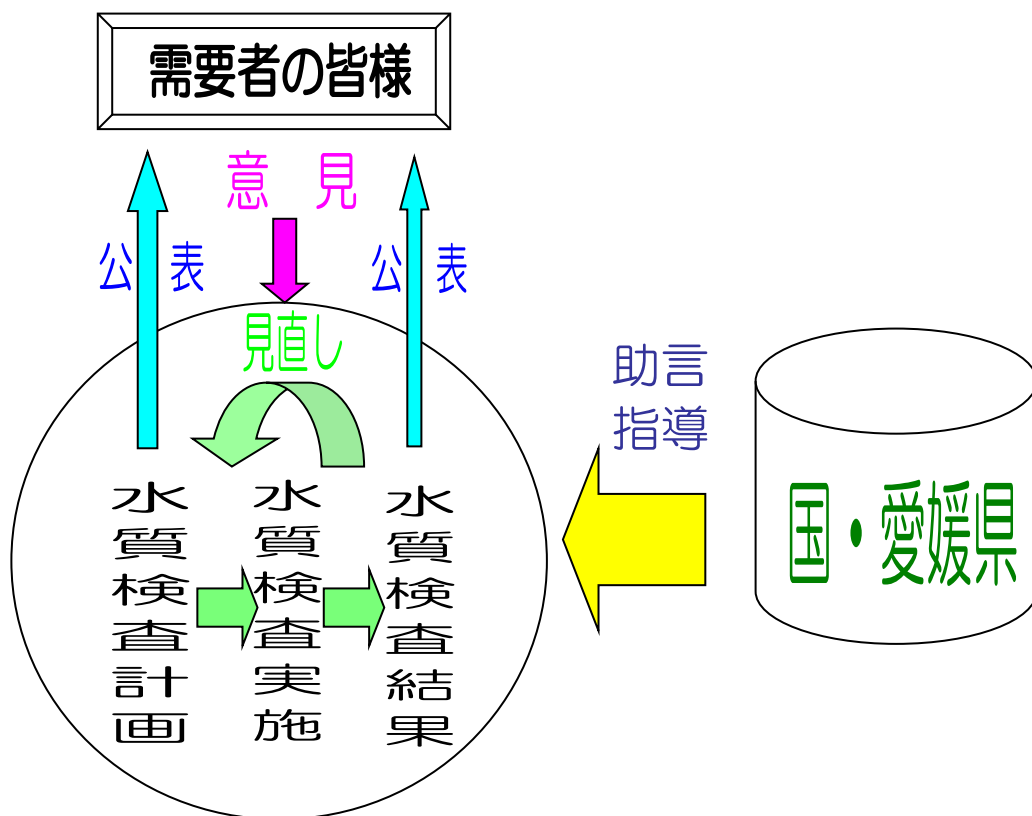 需要者の皆様
意見
公表
公表
見直し
助言
指導
国・愛媛県
水質検査計画
水質検査実施
水質検査結果